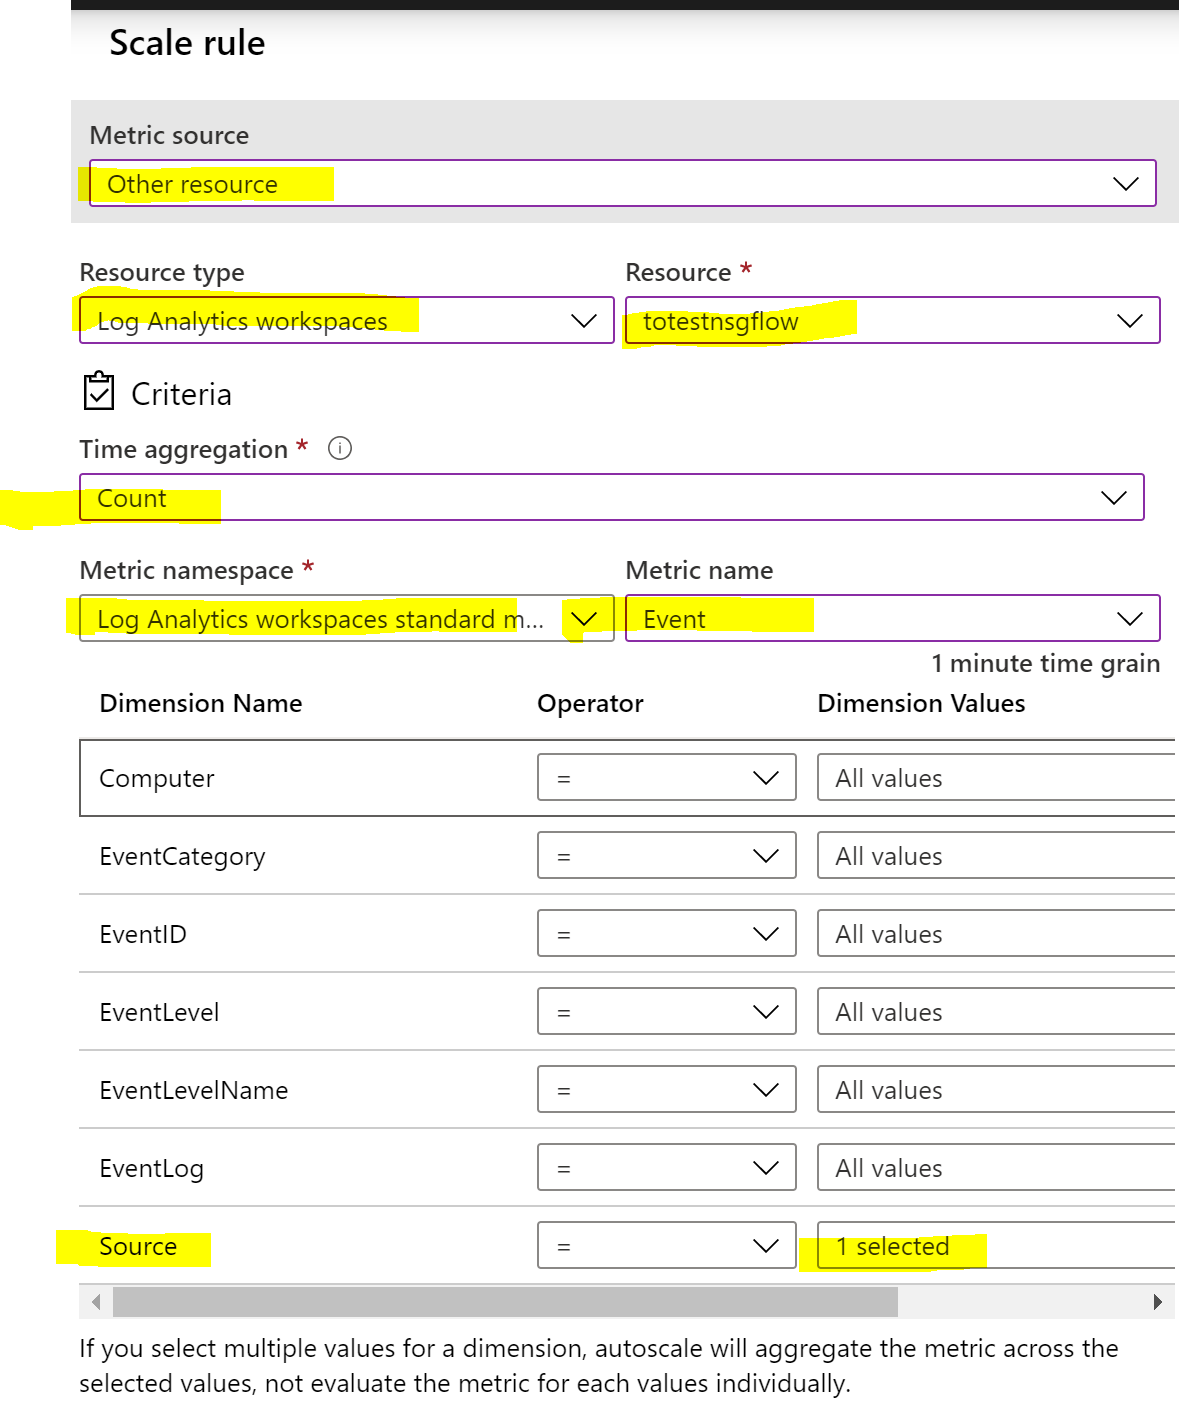 Scale rule
Metric source
Other resource
Resource type
Resource *
Log Analytics workspaces
totestnsgflow
Criteria
Time aggregation *
Count
Metric namespace *
Metric name
Log Analytics workspaces standard m...
Event
1 minute time grain
Dimension Name Operator Dimension Values
Computer = All values
EventCategory = All values
EventID = All values
EventLevel = All values
EventLevelName = All values
EventLog = All values
Source = 1 selected
If you select multiple values for a dimension, autoscale will aggregate the metric across the
selected values, not evaluate the metric for each values individually.